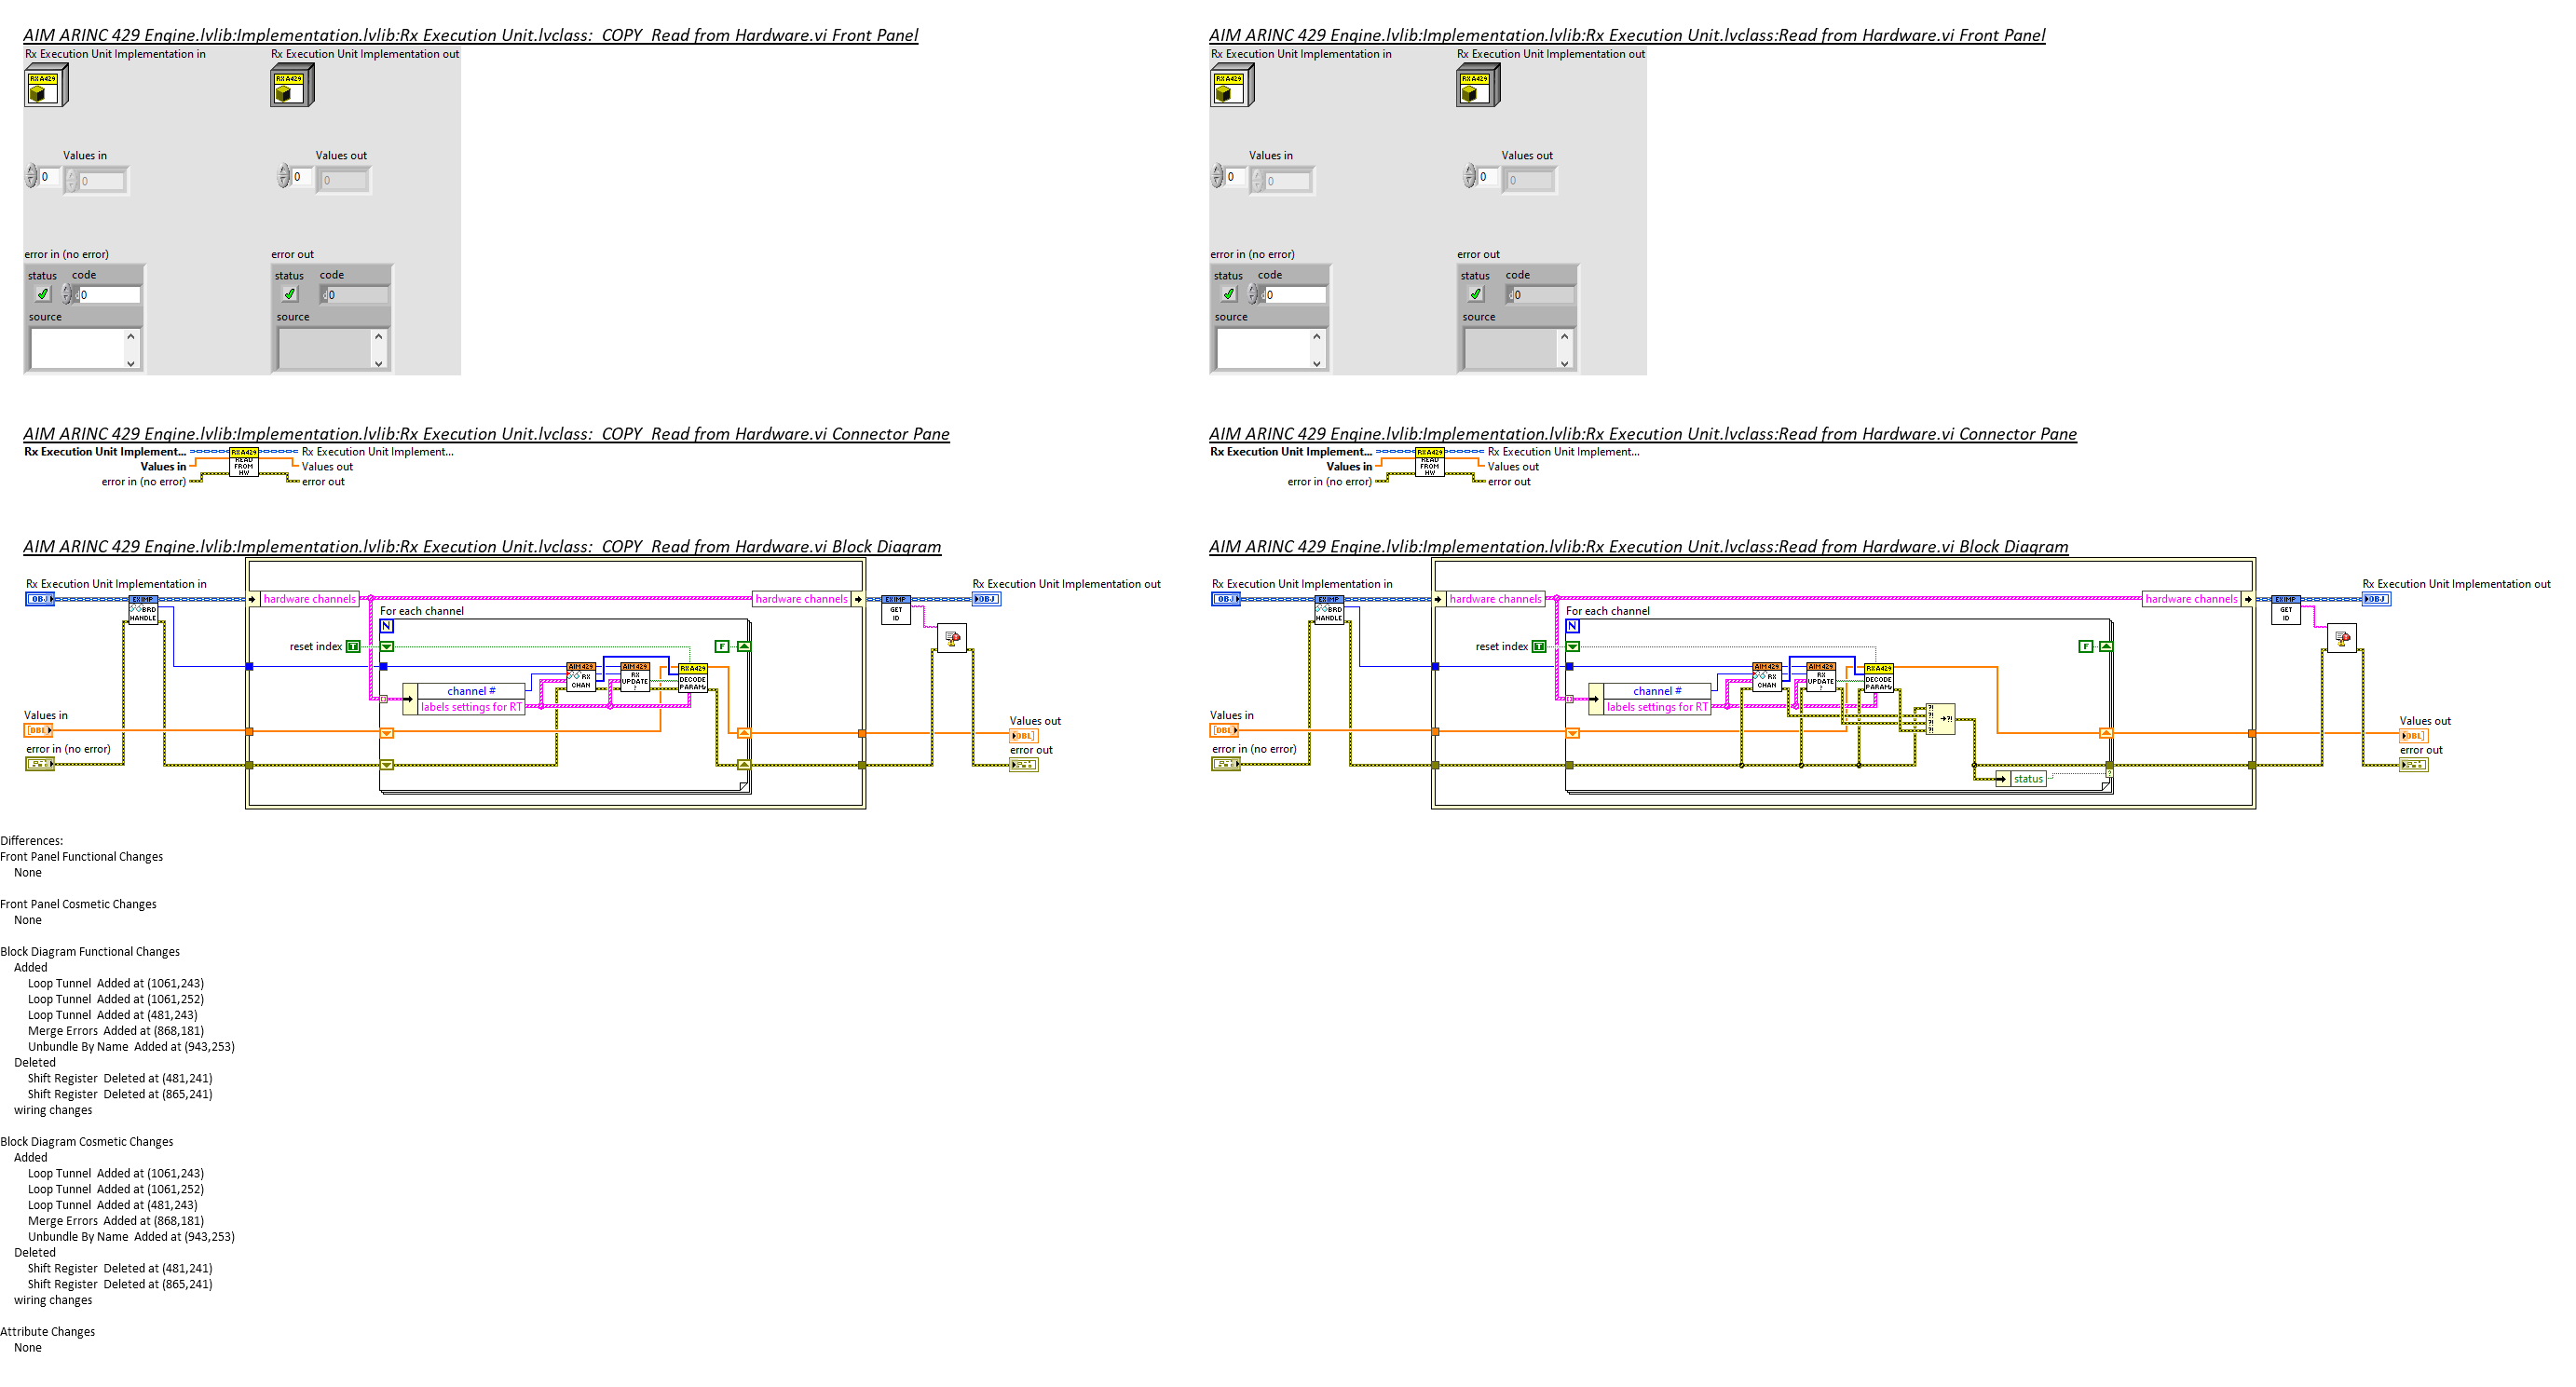 AIM ARINC 429 Engine.lvlib:Implementation.lvlib:Rx Execution Unit.lvclass:  COPY  Read from Hardware.vi Front Panel
Rx Execution Unit Implementation in
Rx Execution Unit Implementation out
RX A429
RX A429
Values in
Values out
0
0
0
0
error in (no error)
error out
status
code
status
code
0
0
source
source
AIM ARINC 429 Engine.lvlib:Implementation.lvlib:Rx Execution Unit.lvclass:  COPY  Read from Hardware.vi Connector Pane
Rx Execution Unit Implement...
RXA429
Rx Execution Unit Implement...
Values in
READ FROM HW
Values out
error in (no error)
error out
AIM ARINC 429 Engine.lvlib:Implementation.lvlib:Rx Execution Unit.lvclass:  COPY  Read from Hardware.vi Block Diagram
Rx Execution Unit Implementation in
Rx Execution Unit Implementation out
OBJ
EXIMP
BRD
HANDLE
hardware channels
hardware channels
EXIMP
GET
ID
OBJ
For each channel
N
reset index
T
F
AIM429
RX
CHAN
AIM429
RX
UPDATE
?
RXA429
DECODE
PARAM
channel #
labels settings for RT
Values in
Values out
DBL
DBL
error in (no error)
error out
AIM ARINC 429 Engine.lvlib:Implementation.lvlib:Rx Execution Unit.lvclass:Read from Hardware.vi Front Panel
Rx Execution Unit Implementation in
Rx Execution Unit Implementation out
RX A429
RX A429
Values in
Values out
0
0
0
0
error in (no error)
error out
status
code
status
code
0
0
source
source
AIM ARINC 429 Engine.lvlib:Implementation.lvlib:Rx Execution Unit.lvclass:Read from Hardware.vi Connector Pane
Rx Execution Unit Implement...
RXA429
Rx Execution Unit Implement...
Values in
READ FROM HW
Values out
error in (no error)
error out
AIM ARINC 429 Engine.lvlib:Implementation.lvlib:Rx Execution Unit.lvclass:Read from Hardware.vi Block Diagram
Rx Execution Unit Implementation in
Rx Execution Unit Implementation out
OBJ
EXIMP
BRD
HANDLE
hardware channels
hardware channels
EXIMP
GET
ID
OBJ
For each channel
N
reset index
T
F
AIM429
RX
CHAN
AIM429
RX
UPDATE
?
RXA429
DECODE
PARAM
channel #
labels settings for RT
Values in
Values out
DBL
DBL
error in (no error)
error out
status
?
Differences:
Front Panel Functional Changes
None
Front Panel Cosmetic Changes
None
Block Diagram Functional Changes
Added
Loop Tunnel  Added at (1061,243)
Loop Tunnel  Added at (1061,252)
Loop Tunnel  Added at (481,243)
Merge Errors  Added at (868,181)
Unbundle By Name  Added at (943,253)
Deleted
Shift Register  Deleted at (481,241)
Shift Register  Deleted at (865,241)
wiring changes
Block Diagram Cosmetic Changes
Added
Loop Tunnel  Added at (1061,243)
Loop Tunnel  Added at (1061,252)
Loop Tunnel  Added at (481,243)
Merge Errors  Added at (868,181)
Unbundle By Name  Added at (943,253)
Deleted
Shift Register  Deleted at (481,241)
Shift Register  Deleted at (865,241)
wiring changes
Attribute Changes
None